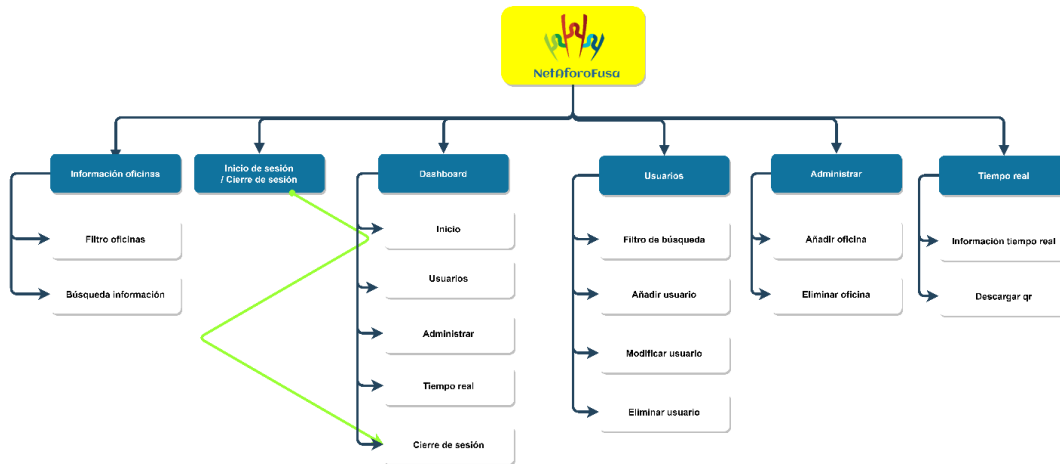 NetAforoFusa
Información oficinas
Inicio de sesión
/ Cierre de sesión
Dashboard
Usuarios
Administrar
Tiempo real
Filtro oficinas
Búsqueda información
Inicio
Usuarios
Administrar
Tiempo real
Cierre de sesión
Filtro de búsqueda
Añadir usuario
Modificar usuario
Eliminar usuario
Añadir oficina
Eliminar oficina
Información tiempo real
Descargar qr